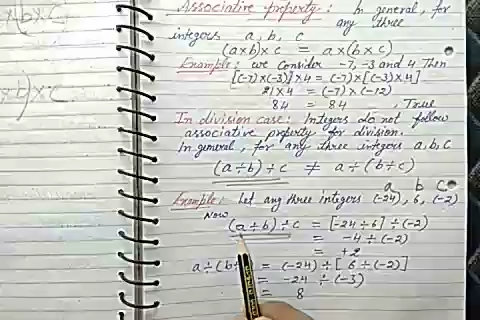 (b×c
×b)×c
Associative property: In general, for
any three
integers a, b, c
(a×b)×c = a×(b×c)
Example: we consider -7, -3 and 4 Then
[(-7)×(-3)]×4 = (-7)×[(-3)×4]
21×4 = (-7)×(-12)
84 = 84 , True
In division case: Integers do not follow
associative property for division.
In general, for any three integers a, b, c
(a÷b)÷c ≠ a÷(b÷c)
a b c
Example: Let any three integers (-24), 6, (-2)
Now
(a÷b)÷c = [-24÷6]÷(-2)
= -4÷(-2)
= +2
a÷(b÷ = (-24)÷[6÷(-2)]
= -24÷(-3)
= 8